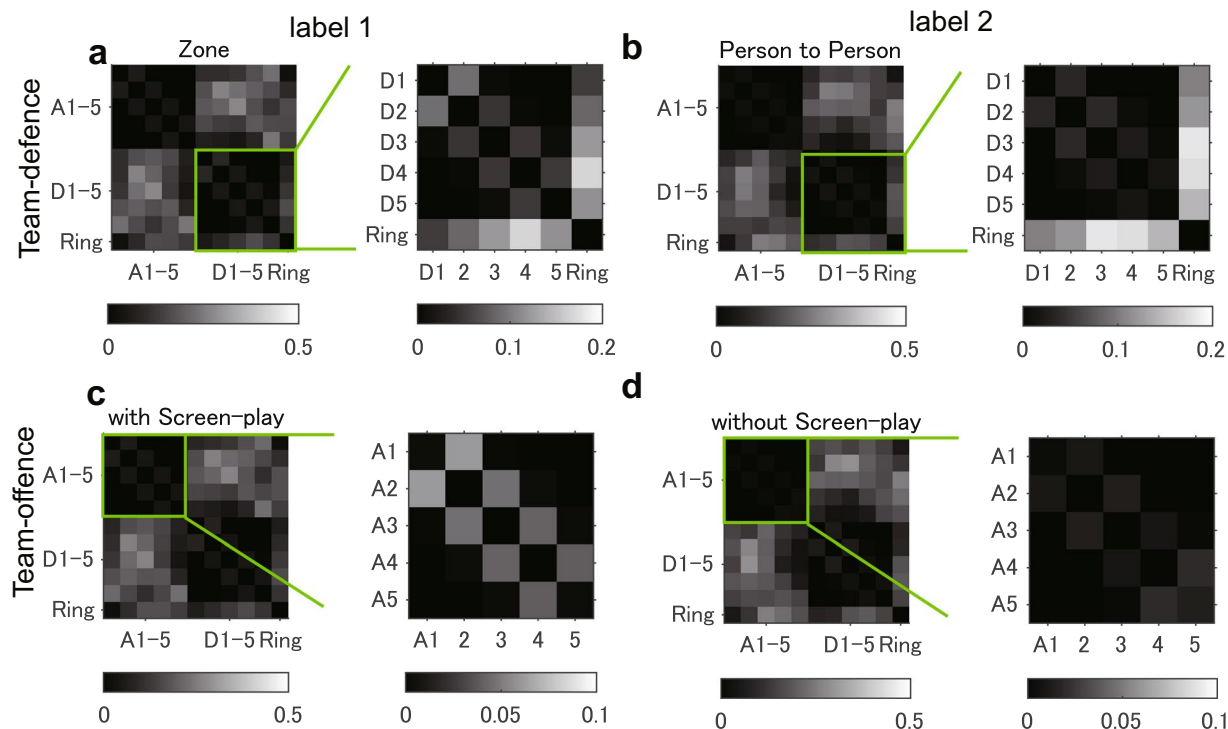 label 1
label 2
a
Zone
b
Person to Person
Team-defence
A1-5
D1-5
Ring
A1-5 D1-5 Ring
0 0.5
D1
D2
D3
D4
D5
Ring
D1 2 3 4 5 Ring
0 0.1 0.2
A1-5
D1-5
Ring
A1-5 D1-5 Ring
0 0.5
D1
D2
D3
D4
D5
Ring
D1 2 3 4 5 Ring
0 0.1 0.2
c
with Screen-play
d
without Screen-play
Team-offence
A1-5
D1-5
Ring
A1-5 D1-5 Ring
0 0.5
A1
A2
A3
A4
A5
A1 2 3 4 5
0 0.05 0.1
A1-5
D1-5
Ring
A1-5 D1-5 Ring
0 0.5
A1
A2
A3
A4
A5
A1 2 3 4 5
0 0.05 0.1